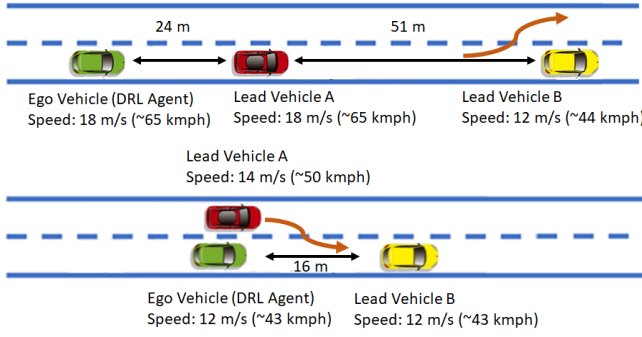 24 m
51 m
Ego Vehicle (DRL Agent)
Speed: 18 m/s (~65 kmph)
Lead Vehicle A
Speed: 18 m/s (~65 kmph)
Lead Vehicle B
Speed: 12 m/s (~44 kmph)
Lead Vehicle A
Speed: 14 m/s (~50 kmph)
16 m
Ego Vehicle (DRL Agent)
Speed: 12 m/s (~43 kmph)
Lead Vehicle B
Speed: 12 m/s (~43 kmph)